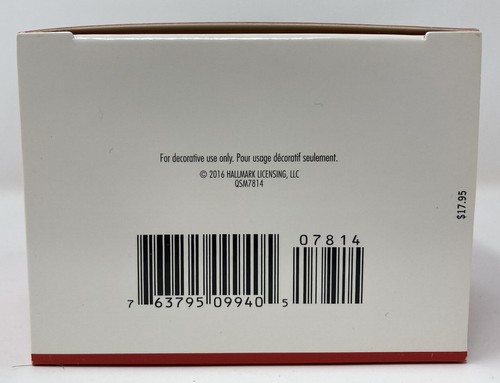 For decorative use only. Pour usage décoratif seulement.
© 2016 HALLMARK LICENSING, LLC
QSM7814
$17.95
07814
7 63795 09940 5